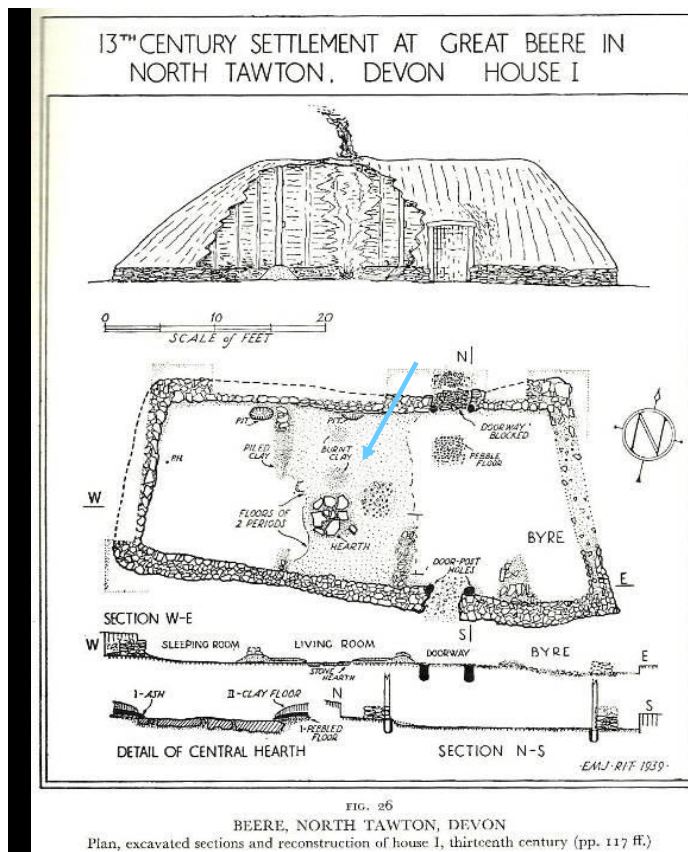 13TH CENTURY SETTLEMENT AT GREAT BEERE IN
NORTH TAWTON, DEVON HOUSE I
0 10 20
SCALE of FEET
N
PIT
PIT
DOORWAY
BLOCKED
PILED
CLAY
BURNT
CLAY
PEBBLE
FLOOR
P.H.
N
W
FLOORS OF
2 PERIODS
HEARTH
BYRE
DOOR-POST
HOLES
E
S
SECTION W-E
W SLEEPING ROOM LIVING ROOM DOORWAY BYRE E
STONE
HEARTH
I-ASH II-CLAY FLOOR N S
I-PEBBLED
FLOOR
DETAIL OF CENTRAL HEARTH SECTION N-S
·EMJ·RIF 1939·
FIG. 26
BEERE, NORTH TAWTON, DEVON
Plan, excavated sections and reconstruction of house I, thirteenth century (pp. 117 ff.)